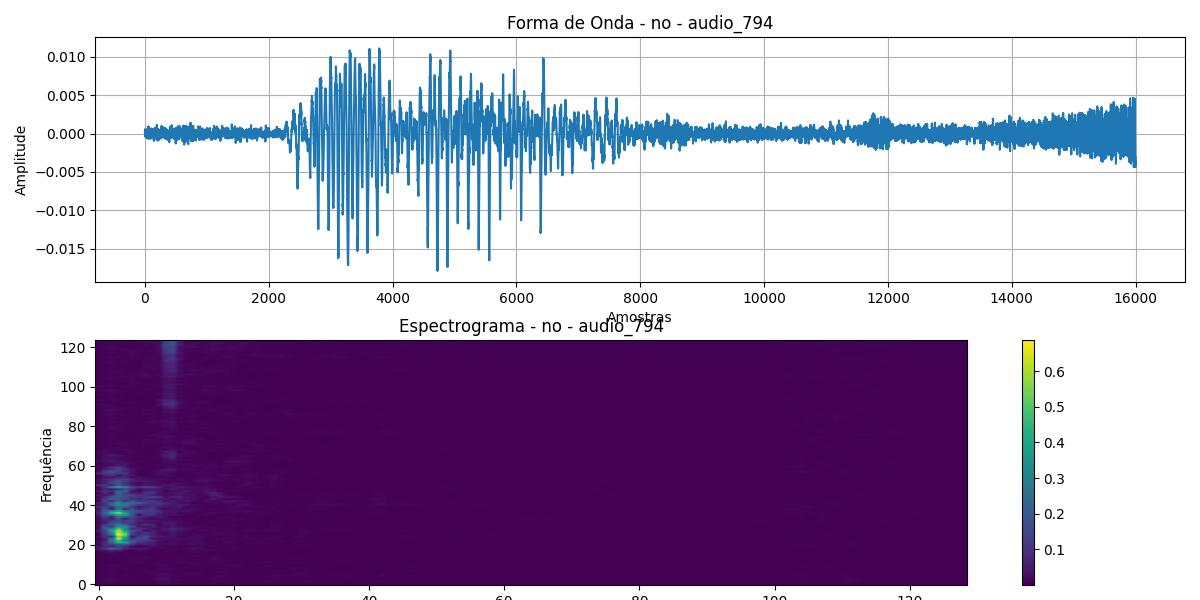 Forma de Onda - no - audio_794
Amplitude
0.010
0.005
0.000
−0.005
−0.010
−0.015
0 2000 4000 6000 8000 10000 12000 14000 16000
Amostras
Espectrograma - no - audio_794
Frequência
120
100
80
60
40
20
0
0 20 40 60 80 100 120
0.6
0.5
0.4
0.3
0.2
0.1